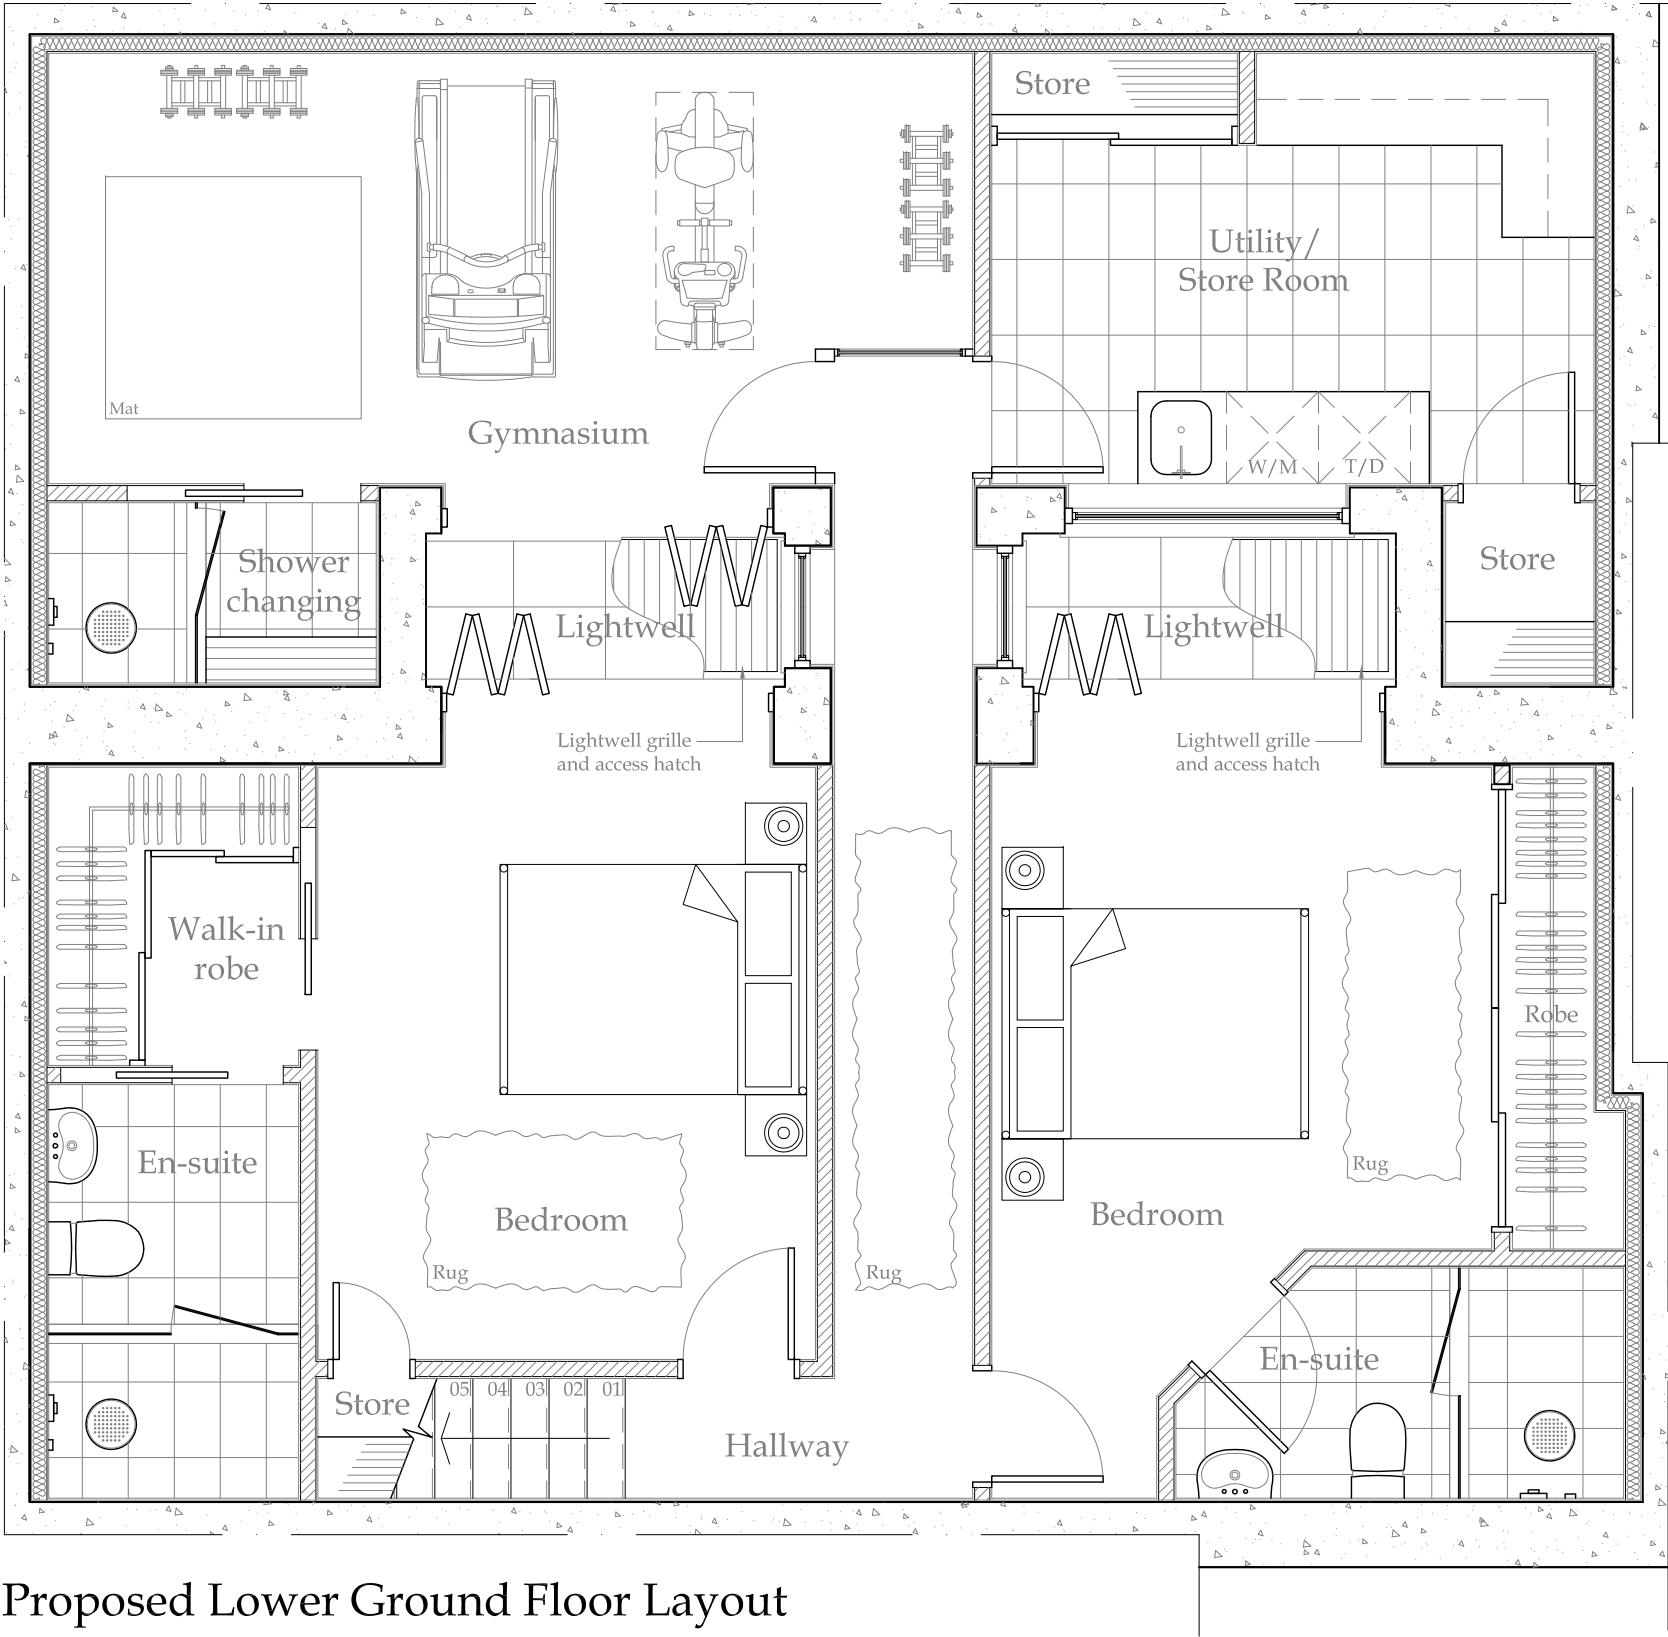 Store
Utility/
Store Room
Mat
Gymnasium
W/M
T/D
Shower
changing
Lightwell
Lightwell
Store
Lightwell grille
and access hatch
Lightwell grille
and access hatch
Walk-in
robe
Robe
En-suite
Rug
Bedroom
Bedroom
Rug
Rug
En-suite
05
04
03
02
01
Store
Hallway
Proposed Lower Ground Floor Layout